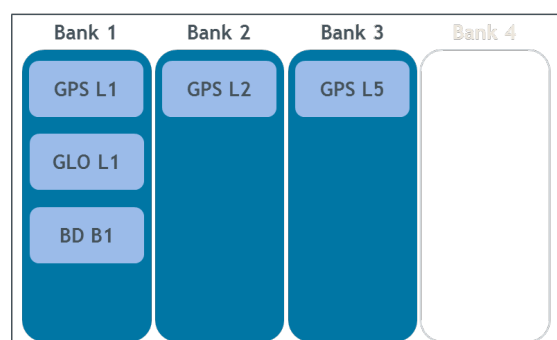 Bank 1 Bank 2 Bank 3 Bank 4
GPS L1 GPS L2 GPS L5
GLO L1
BD B1